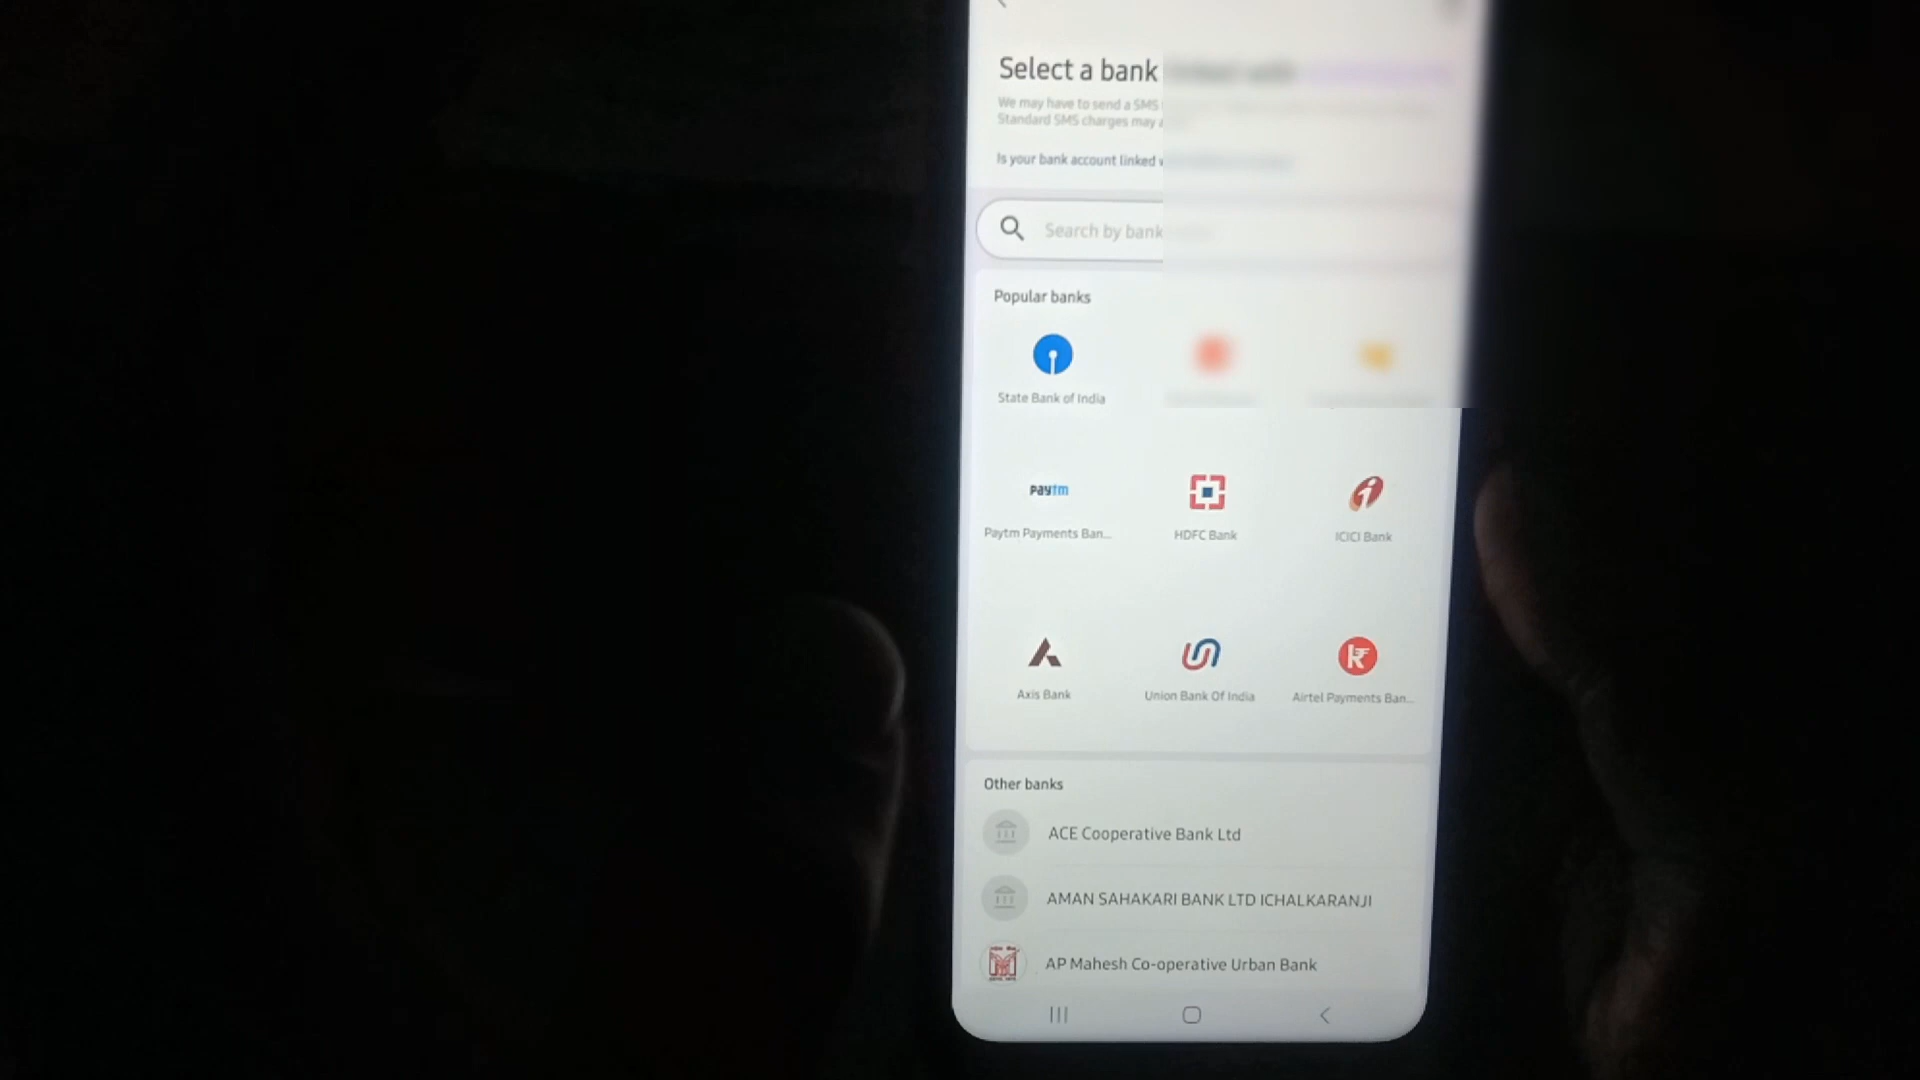 Select a bank
We may have to send a SMS
Standard SMS charges may
Is your bank account linked
Search by bank
Popular banks
State Bank of India
Paytm
Paytm Payments Ban...
HDFC Bank
ICICI Bank
Axis Bank
Union Bank Of India
Airtel Payments Ban...
Other banks
ACE Cooperative Bank Ltd
AMAN SAHAKARI BANK LTD ICHALKARANJI
AP Mahesh Co-operative Urban Bank